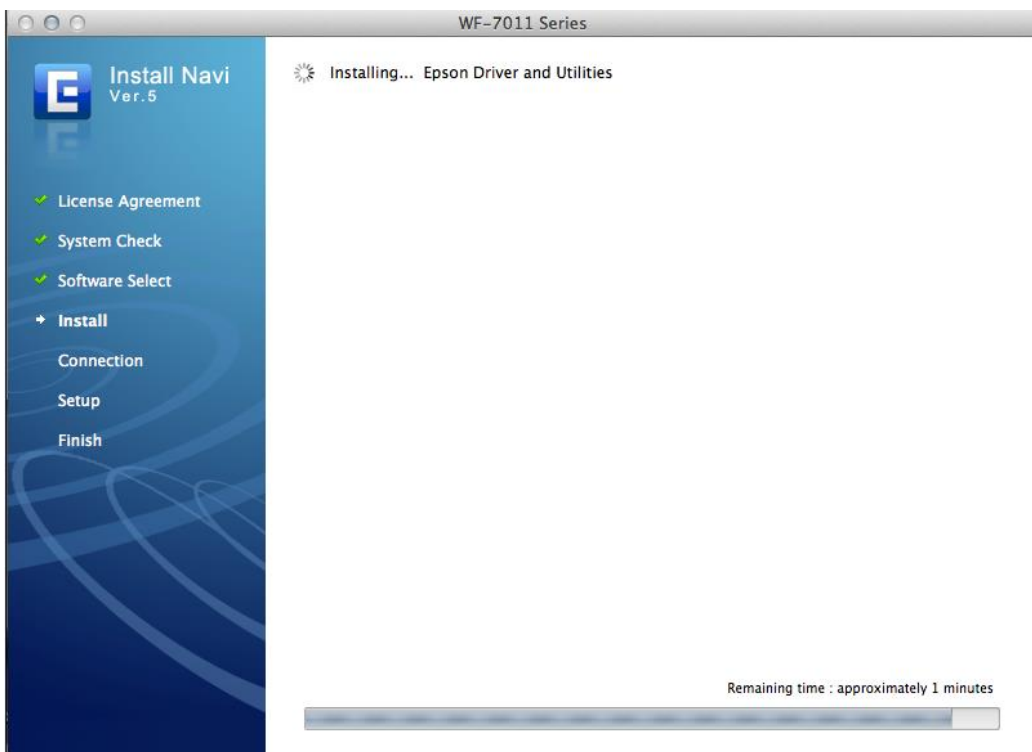 WF-7011 Series
Install Navi
Ver.5
Installing... Epson Driver and Utilities
License Agreement
System Check
Software Select
Install
Connection
Setup
Finish
Remaining time : approximately 1 minutes